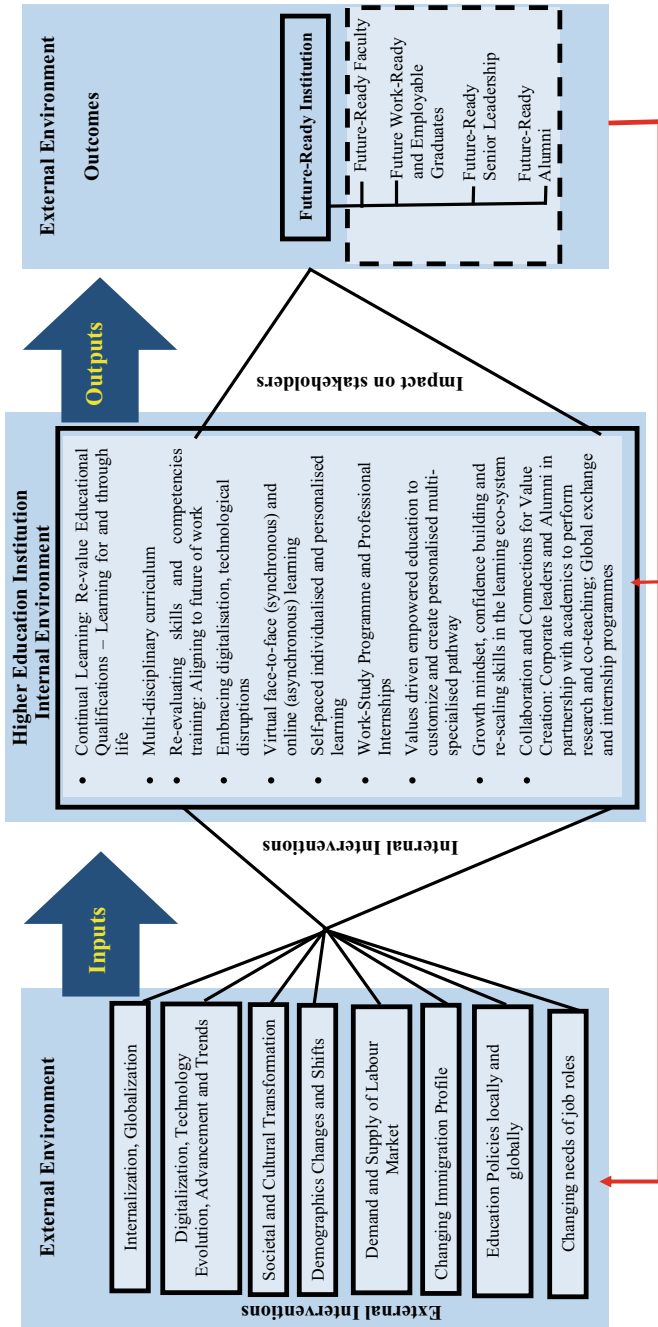 External Environment
Inputs
External Interventions
Internalization, Globalization
Digitalization, Technology
Evolution, Advancement and Trends
Societal and Cultural Transformation
Demographics Changes and Shifts
Demand and Supply of Labour
Market
Changing Immigration Profile
Education Policies locally and
globally
Changing needs of job roles
Internal Interventions
Higher Education Institution
Internal Environment
• Continual Learning: Re-value Educational
Qualifications – Learning for and through
life
• Multi-disciplinary curriculum
• Re-evaluating skills and competencies
training: Aligning to future of work
• Embracing digitalisation, technological
disruptions
• Virtual face-to-face (synchronous) and
online (asynchronous) learning
• Self-paced individualised and personalised
learning
• Work-Study Programme and Professional
Internships
• Values driven empowered education to
customize and create personalised multi-
specialised pathway
• Growth mindset, confidence building and
re-scaling skills in the learning eco-system
• Collaboration and Connections for Value
Creation: Corporate leaders and Alumni in
partnership with academics to perform
research and co-teaching; Global exchange
and internship programmes
Outputs
Impact on stakeholders
External Environment
Outcomes
Future-Ready Institution
Future-Ready Faculty
Future Work-Ready
and Employable
Graduates
Future-Ready
Senior Leadership
Future-Ready
Alumni